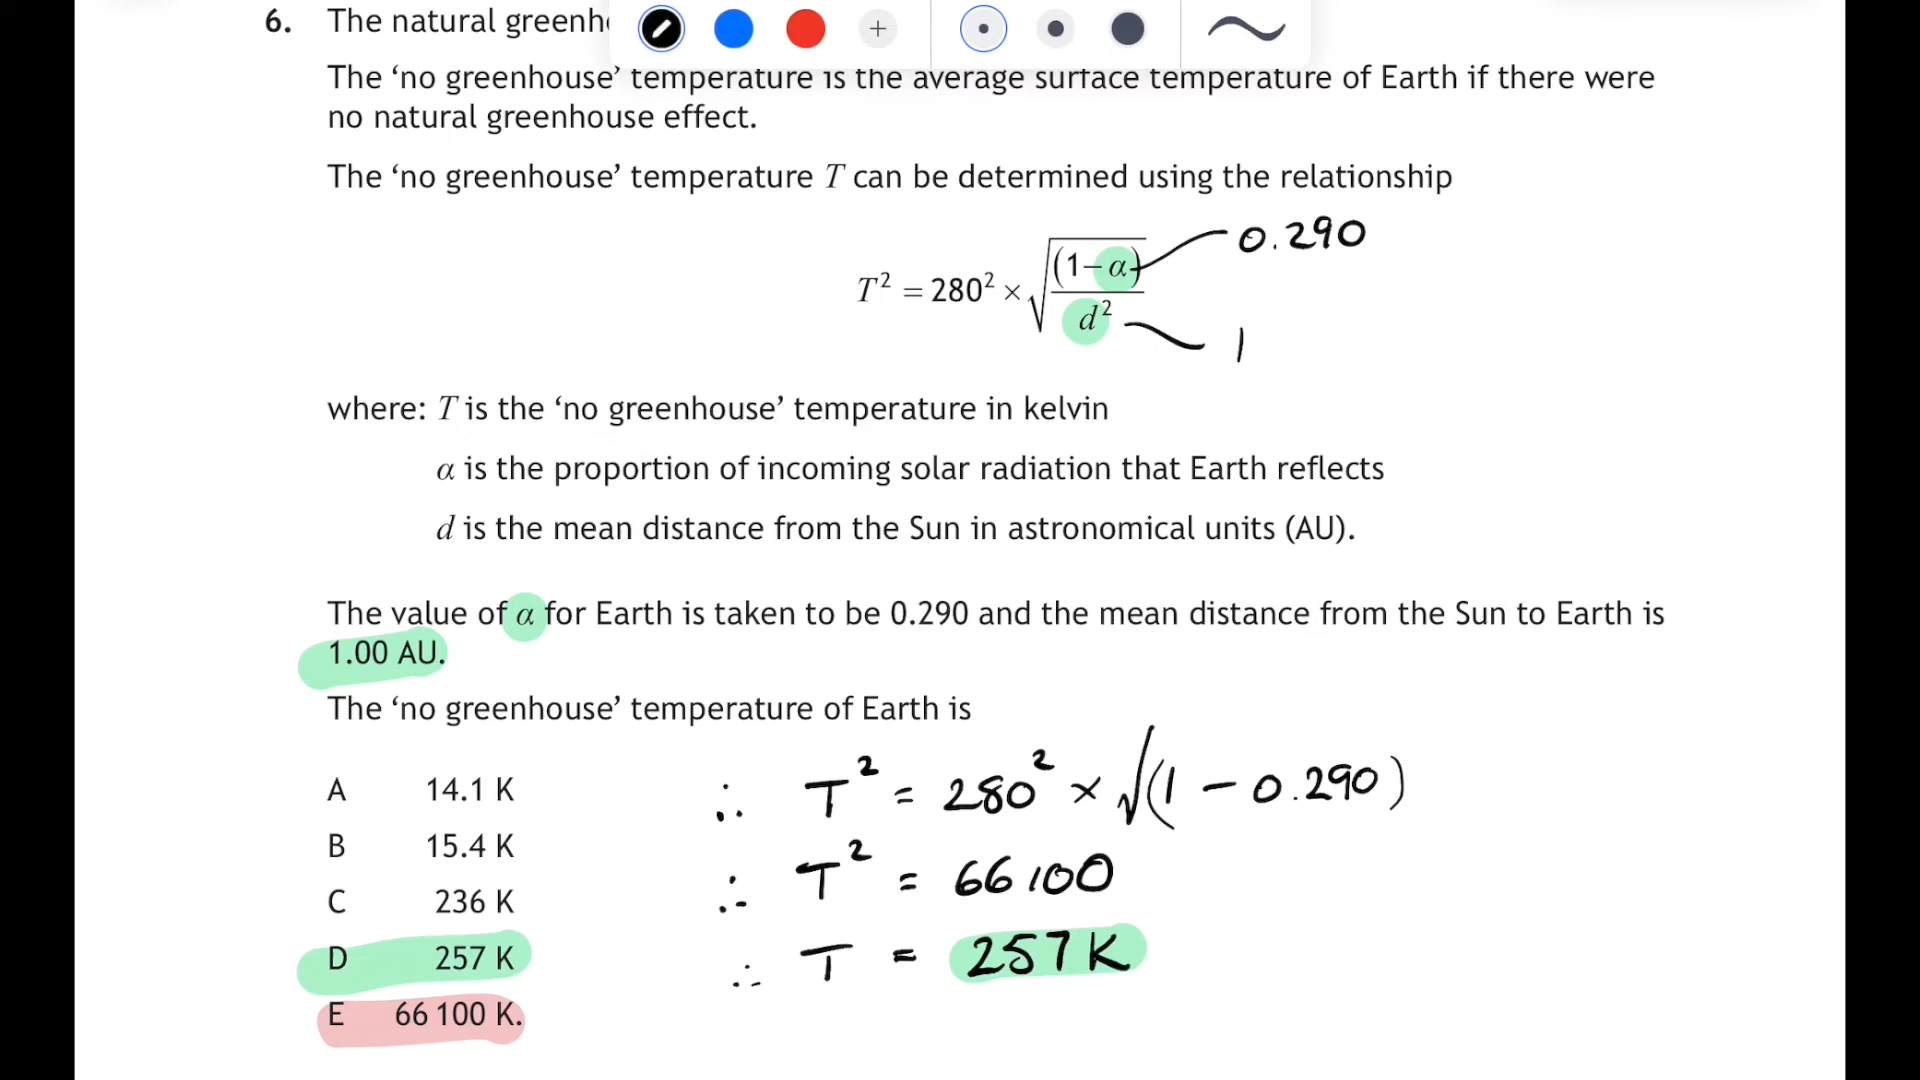 6. The natural greenh
The ‘no greenhouse’ temperature is the average surface temperature of Earth if there were
no natural greenhouse effect.
The ‘no greenhouse’ temperature T can be determined using the relationship
0.290
T² = 280² × √((1−α)/d²)
1
where: T is the ‘no greenhouse’ temperature in kelvin
α is the proportion of incoming solar radiation that Earth reflects
d is the mean distance from the Sun in astronomical units (AU).
The value of α for Earth is taken to be 0.290 and the mean distance from the Sun to Earth is
1.00 AU.
The ‘no greenhouse’ temperature of Earth is
A 14.1 K
∴ T² = 280² × √(1 − 0.290)
B 15.4 K
∴ T² = 66 100
C 236 K
D 257 K
∴ T = 257 K
E 66 100 K.